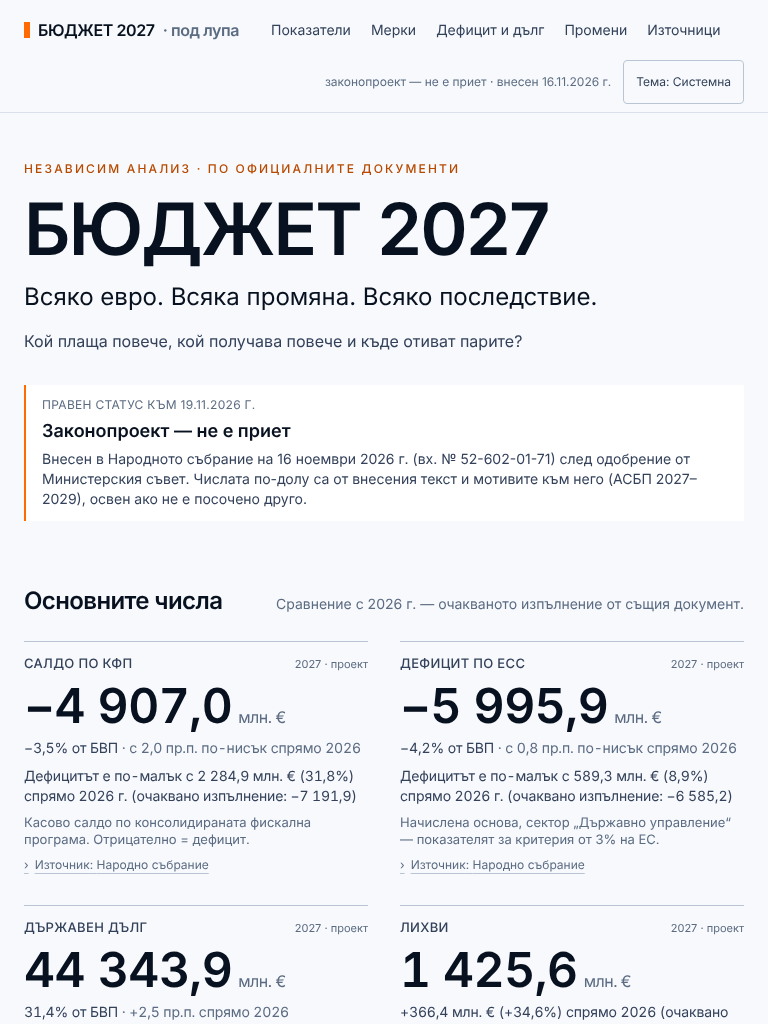 БЮДЖЕТ 2027 · под лупа
Показатели Мерки Дефицит и дълг Промени Източници
законопроект — не е приет · внесен 16.11.2026 г.
Тема: Системна
НЕЗАВИСИМ АНАЛИЗ · ПО ОФИЦИАЛНИТЕ ДОКУМЕНТИ
БЮДЖЕТ 2027
Всяко евро. Всяка промяна. Всяко последствие.
Кой плаща повече, кой получава повече и къде отиват парите?
ПРАВЕН СТАТУС КЪМ 19.11.2026 Г.
Законопроект — не е приет
Внесен в Народното събрание на 16 ноември 2026 г. (вх. № 52-602-01-71) след одобрение от
Министерския съвет. Числата по-долу са от внесения текст и мотивите към него (АСБП 2027–
2029), освен ако не е посочено друго.
Основните числа
Сравнение с 2026 г. — очакваното изпълнение от същия документ.
САЛДО ПО КФП
2027 · проект
−4 907,0 млн. €
−3,5% от БВП · с 2,0 пр.п. по-нисък спрямо 2026
Дефицитът е по-малък с 2 284,9 млн. € (31,8%)
спрямо 2026 г. (очаквано изпълнение: −7 191,9)
Касово салдо по консолидираната фискална
програма. Отрицателно = дефицит.
› Източник: Народно събрание
ДЕФИЦИТ ПО ЕСС
2027 · проект
−5 995,9 млн. €
−4,2% от БВП · с 0,8 пр.п. по-нисък спрямо 2026
Дефицитът е по-малък с 589,3 млн. € (8,9%)
спрямо 2026 г. (очаквано изпълнение: −6 585,2)
Начислена основа, сектор „Държавно управление“
— показателят за критерия от 3% на ЕС.
› Източник: Народно събрание
ДЪРЖАВЕН ДЪЛГ
2027 · проект
44 343,9 млн. €
31,4% от БВП · +2,5 пр.п. спрямо 2026
ЛИХВИ
2027 · проект
1 425,6 млн. €
+366,4 млн. € (+34,6%) спрямо 2026 (очаквано